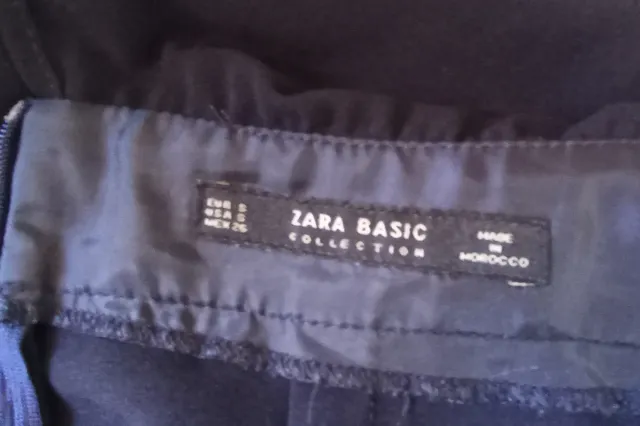 EUR S
USA S
MEX 26
ZARA BASIC
COLLECTION
MADE
IN
MOROCCO